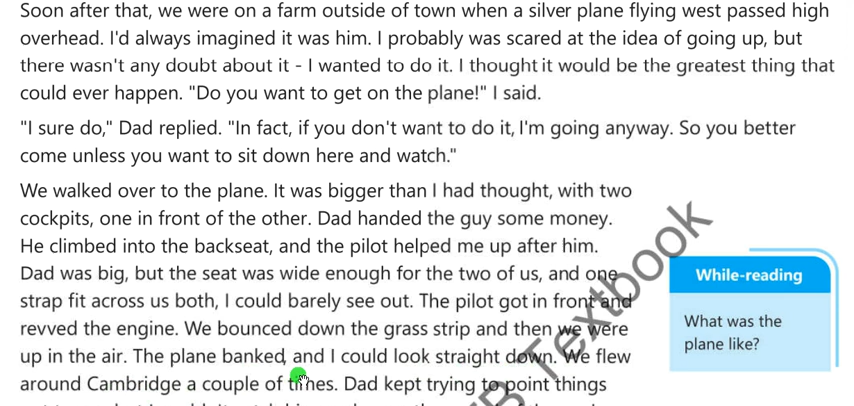 Soon after that, we were on a farm outside of town when a silver plane flying west passed high
overhead. I'd always imagined it was him. I probably was scared at the idea of going up, but
there wasn't any doubt about it - I wanted to do it. I thought it would be the greatest thing that
could ever happen. "Do you want to get on the plane!" I said.
"I sure do," Dad replied. "In fact, if you don't want to do it, I'm going anyway. So you better
come unless you want to sit down here and watch."
We walked over to the plane. It was bigger than I had thought, with two
cockpits, one in front of the other. Dad handed the guy some money.
He climbed into the backseat, and the pilot helped me up after him.
Dad was big, but the seat was wide enough for the two of us, and one
strap fit across us both, I could barely see out. The pilot got in front and
revved the engine. We bounced down the grass strip and then we were
up in the air. The plane banked, and I could look straight down. We flew
around Cambridge a couple of times. Dad kept trying to point things
While-reading
What was the
plane like?
B Textbook